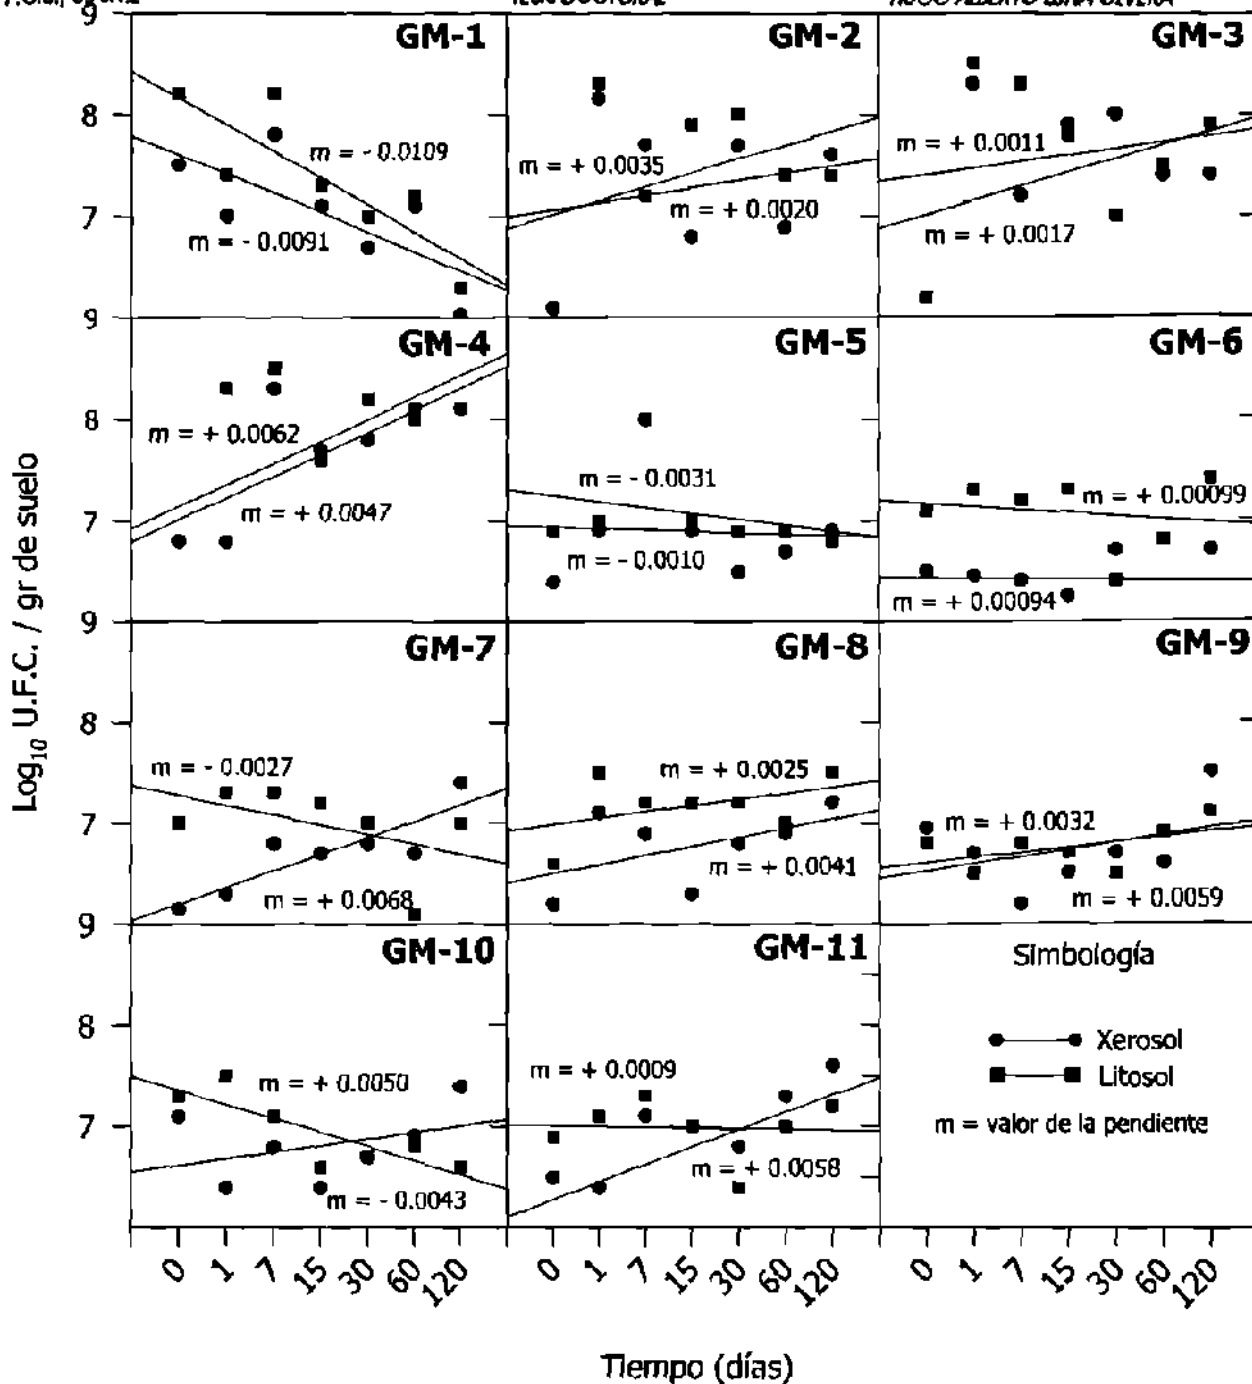 GM-1 GM-2 GM-3
m = - 0.0109
m = - 0.0091
m = + 0.0035
m = + 0.0020
m = + 0.0011
m = + 0.0017
9
8
7
GM-4 GM-5 GM-6
m = + 0.0062
m = + 0.0047
m = - 0.0031
m = - 0.0010
m = + 0.00099
m = + 0.00094
9
8
7
GM-7 GM-8 GM-9
m = - 0.0027
m = + 0.0068
m = + 0.0025
m = + 0.0041
m = + 0.0032
m = + 0.0059
9
8
7
GM-10 GM-11
m = + 0.0050
m = - 0.0043
m = + 0.0009
m = + 0.0058
9
8
7
Simbología
Xerosol
Litosol
m = valor de la pendiente
0 1 7 15 30 60 120
0 1 7 15 30 60 120
0 1 7 15 30 60 120
Tiempo (días)
Log10 U.F.C. / gr de suelo